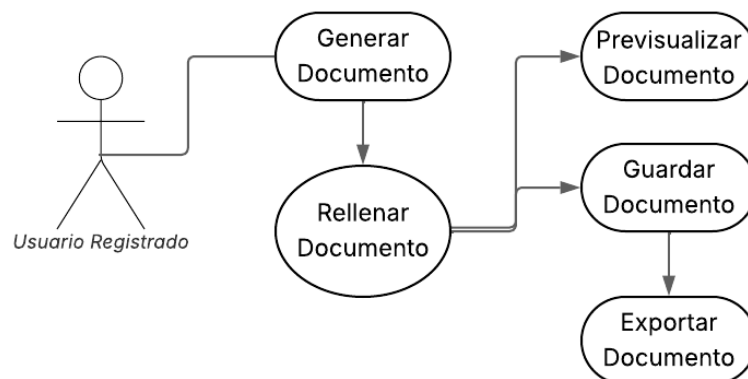 Generar
Documento
Previsualizar
Documento
Guardar
Documento
Rellenar
Documento
Usuario Registrado
Exportar
Documento